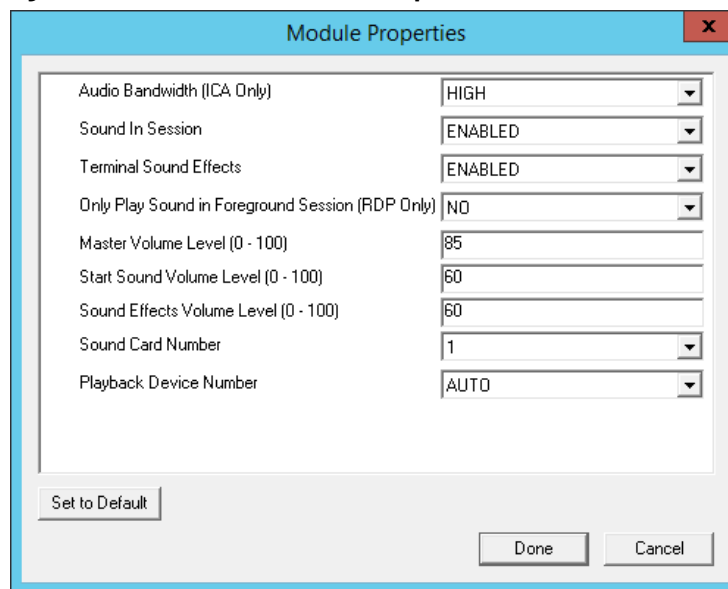 Module Properties
x
Audio Bandwidth (ICA Only) HIGH
Sound In Session ENABLED
Terminal Sound Effects ENABLED
Only Play Sound in Foreground Session (RDP Only) NO
Master Volume Level (0 - 100) 85
Start Sound Volume Level (0 - 100) 60
Sound Effects Volume Level (0 - 100) 60
Sound Card Number 1
Playback Device Number AUTO
Set to Default
Done Cancel